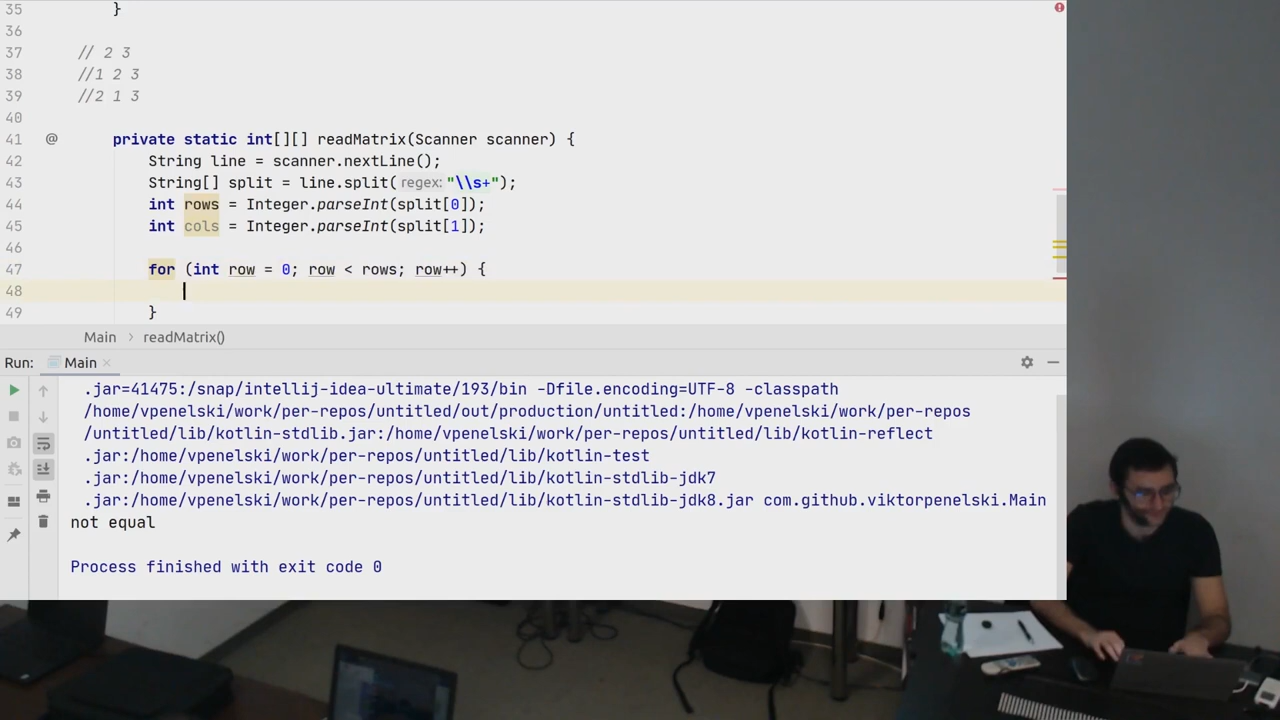 35 }
36
37 // 2 3
38 //1 2 3
39 //2 1 3
40
41 @ private static int[][] readMatrix(Scanner scanner) {
42 String line = scanner.nextLine();
43 String[] split = line.split( regex: "\\s+");
44 int rows = Integer.parseInt(split[0]);
45 int cols = Integer.parseInt(split[1]);
46
47 for (int row = 0; row < rows; row++) {
48
49 }
Main › readMatrix()
Run: Main ×
.jar=41475:/snap/intellij-idea-ultimate/193/bin -Dfile.encoding=UTF-8 -classpath
/home/vpenelski/work/per-repos/untitled/out/production/untitled:/home/vpenelski/work/per-repos
/untitled/lib/kotlin-stdlib.jar:/home/vpenelski/work/per-repos/untitled/lib/kotlin-reflect
.jar:/home/vpenelski/work/per-repos/untitled/lib/kotlin-test
.jar:/home/vpenelski/work/per-repos/untitled/lib/kotlin-stdlib-jdk7
.jar:/home/vpenelski/work/per-repos/untitled/lib/kotlin-stdlib-jdk8.jar com.github.viktorpenelski.Main
not equal
Process finished with exit code 0